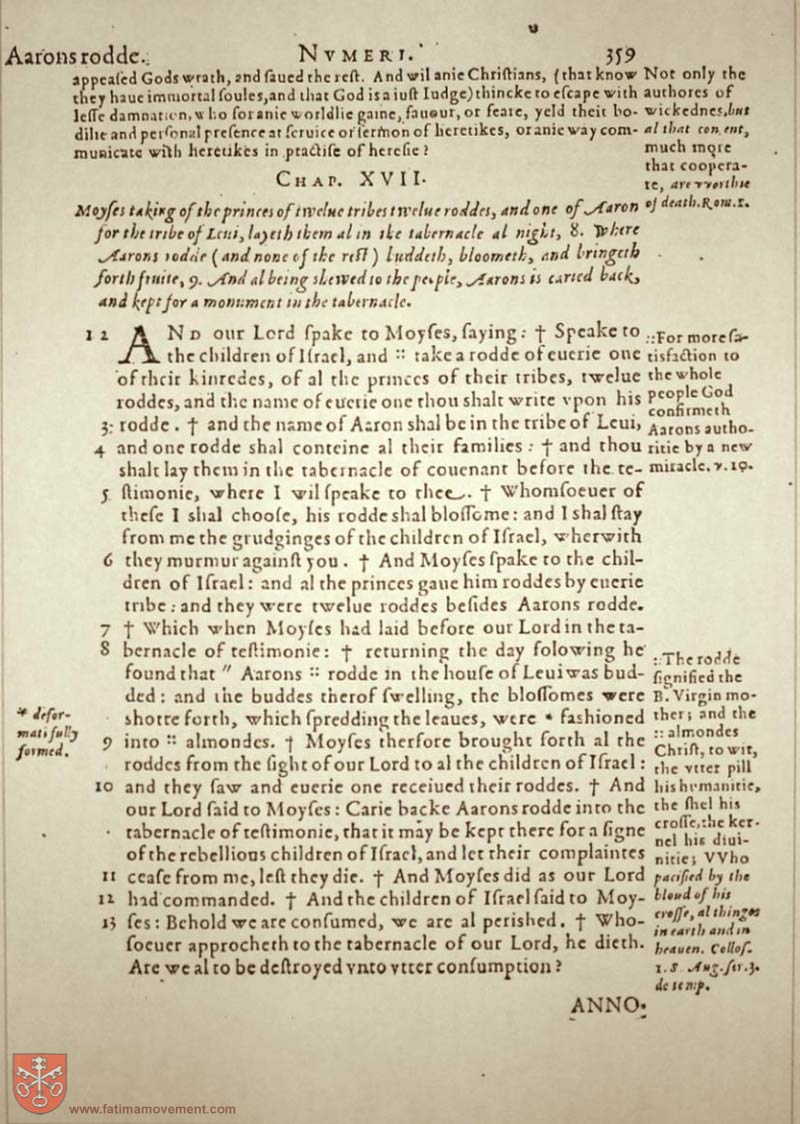 Aarons rodde. NVMERI. 359
appeaſed Gods wrath, and ſaued the reſt. And wil anie Chriſtians, (that know
they haue immortal ſoules, and that God is a iuſt Iudge) thincke to eſcape with
leſſe damnation, who for anie worldlie gaine, fauour, or feare, yeld their bo-
dilie and perſonal preſence at ſeruice or ſermon of heretikes, or anie way com-
municate with heretikes in practiſe of hereſie?
Not only the
authores of
wickednes, but
al that conſent,
much more
that coopera-
te, are vvorthie
of death. Rom. 1.
CHAP. XVII.
Moyſes taking of the princes of twelue tribes twelue roddes, and one of Aaron
for the tribe of Leui, layeth them al in the tabernacle al night, 8. Where
Aarons rodde (and none of the reſt) buddeth, bloometh, and bringeth
forth fruite, 9. And al being shewed to the people, Aarons is caried back,
and kept for a monument in the tabernacle.
1 2 AND our Lord ſpake to Moyſes, ſaying: † Speake to
the children of Iſrael, and :: take a rodde of euerie one
of their kinredes, of al the princes of their tribes, twelue
roddes, and the name of euerie one thou shalt write vpon his
3 rodde. † and the name of Aaron shal be in the tribe of Leui,
4 and one rodde shal conteine al their families: † and thou
shalt lay them in the tabernacle of couenant before the te-
5 ſtimonie, where I wil ſpeake to thee. † Whomſoeuer of
theſe I shal chooſe, his rodde shal bloſſome: and I shal ſtay
from me the grudginges of the children of Iſrael, wherwith
6 they murmur againſt you. † And Moyſes ſpake to the chil-
dren of Iſrael: and al the princes gaue him roddes by euerie
tribe: and they were twelue roddes beſides Aarons rodde.
7 † Which when Moyſes had laid before our Lord in the ta-
8 bernacle of teſtimonie: † returning the day folowing he
found that " Aarons :: rodde in the houſe of Leui was bud-
ded: and the buddes therof ſwelling, the bloſſomes were
shotte forth, which ſpredding the leaues, were * fashioned
9 into :: almondes. † Moyſes therfore brought forth al the
roddes from the ſight of our Lord to al the children of Iſrael:
10 and they ſaw and euerie one receiued their roddes. † And
our Lord ſaid to Moyſes: Carie backe Aarons rodde into the
tabernacle of teſtimonie, that it may be kept there for a ſigne
of the rebellious children of Iſrael, and let their complaintes
11 ceaſe from me, leſt they die. † And Moyſes did as our Lord
12 had commanded. † And the children of Iſrael ſaid to Moy-
13 ſes: Behold we are conſumed, we are al perished. † Who-
ſoeuer approcheth to the tabernacle of our Lord, he dieth.
Are we al to be deſtroyed vnto vtter conſumption?
::For more ſa-
tisfaction to
the whole
people God
confirmeth
Aarons autho-
ritie by a new
miracle. v. 10.
::The rodde
ſignified the
B. Virgin mo-
ther; and the
:: almondes
Chriſt, to wit,
the vtter pill
his humanitie,
the shel his
croſſe, the ker-
nel his diui-
nitie; VVho
pacified by the
bloud of his
croſſe, al thinges
in earth and in
heauen. Colloſ.
1. S Aug. ſer. 3.
de temp.
* defor-
mati fully
formed.
ANNO:
www.fatimamovement.com